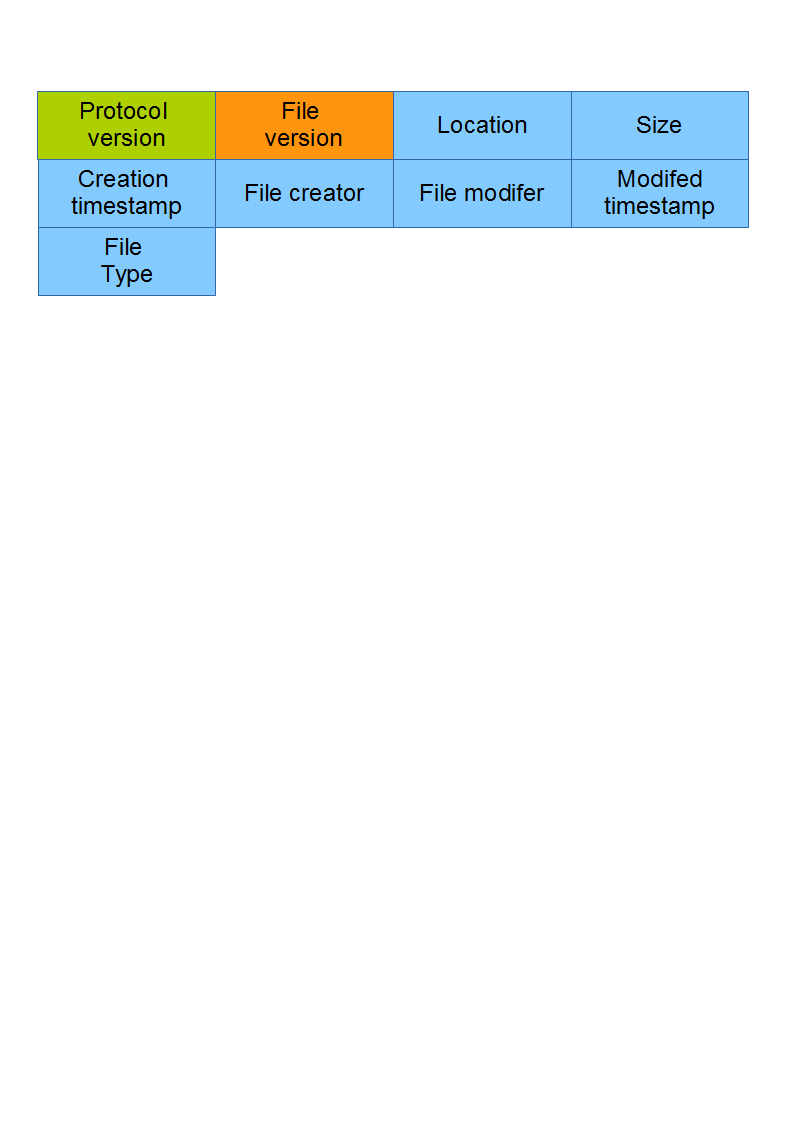 Protocol
version
File
version
Location
Size
Creation
timestamp
File creator
File modifer
Modifed
timestamp
File
Type